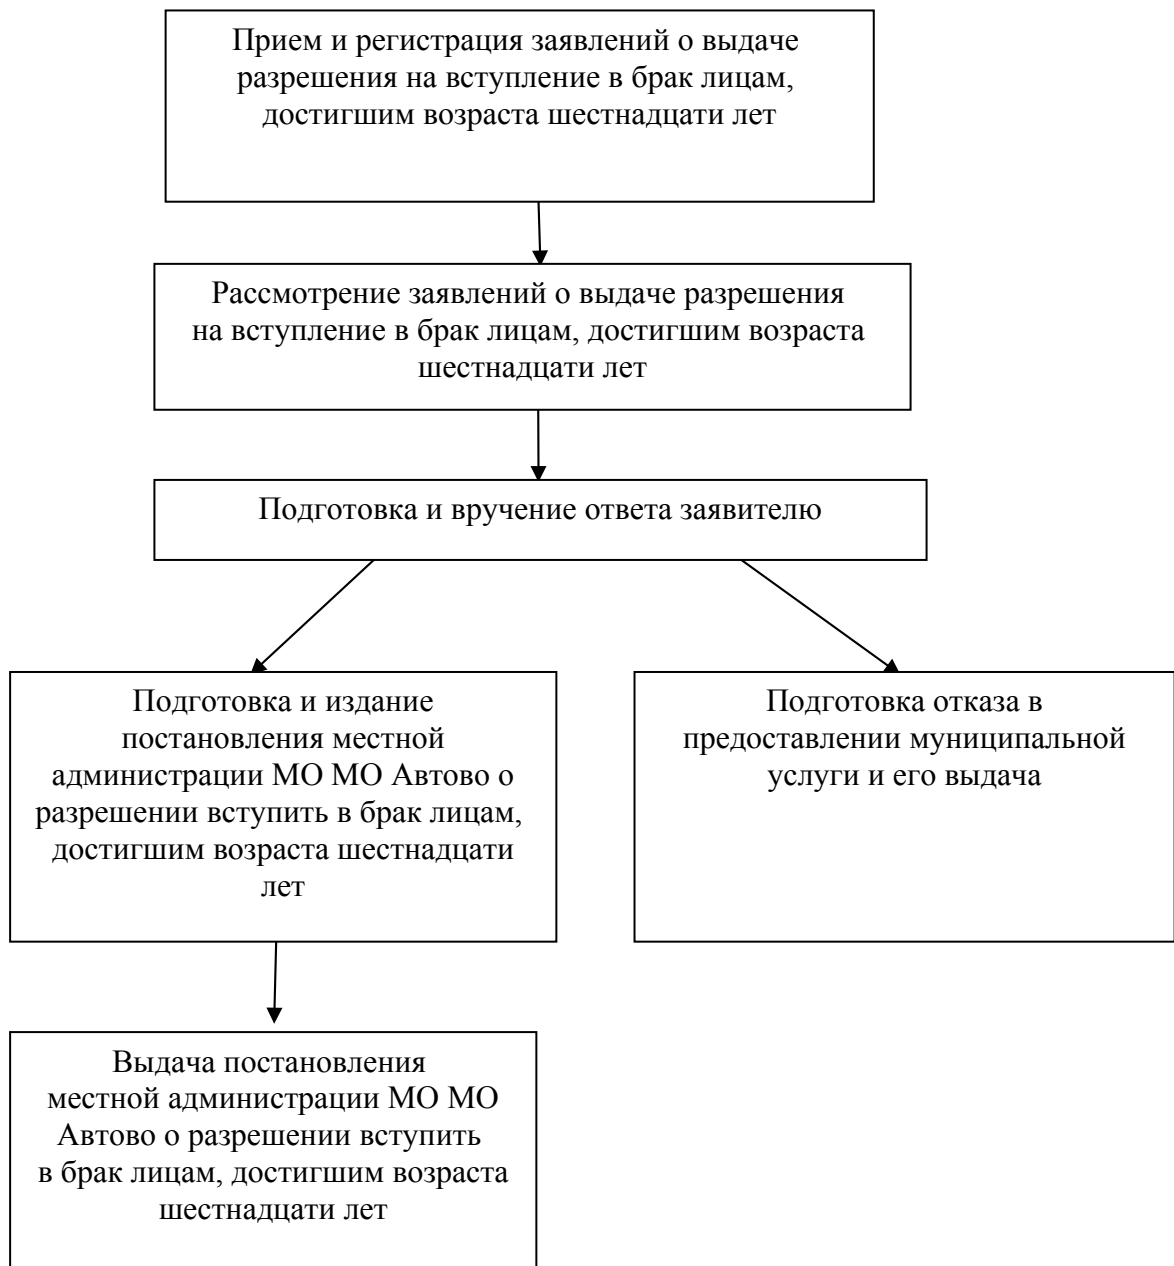 Прием и регистрация заявлений о выдаче
разрешения на вступление в брак лицам,
достигшим возраста шестнадцати лет
Рассмотрение заявлений о выдаче разрешения
на вступление в брак лицам, достигшим возраста
шестнадцати лет
Подготовка и вручение ответа заявителю
Подготовка и издание
постановления местной
администрации МО МО Автово о
разрешении вступить в брак лицам,
достигшим возраста шестнадцати
лет
Подготовка отказа в
предоставлении муниципальной
услуги и его выдача
Выдача постановления
местной администрации МО МО
Автово о разрешении вступить
в брак лицам, достигшим возраста
шестнадцати лет